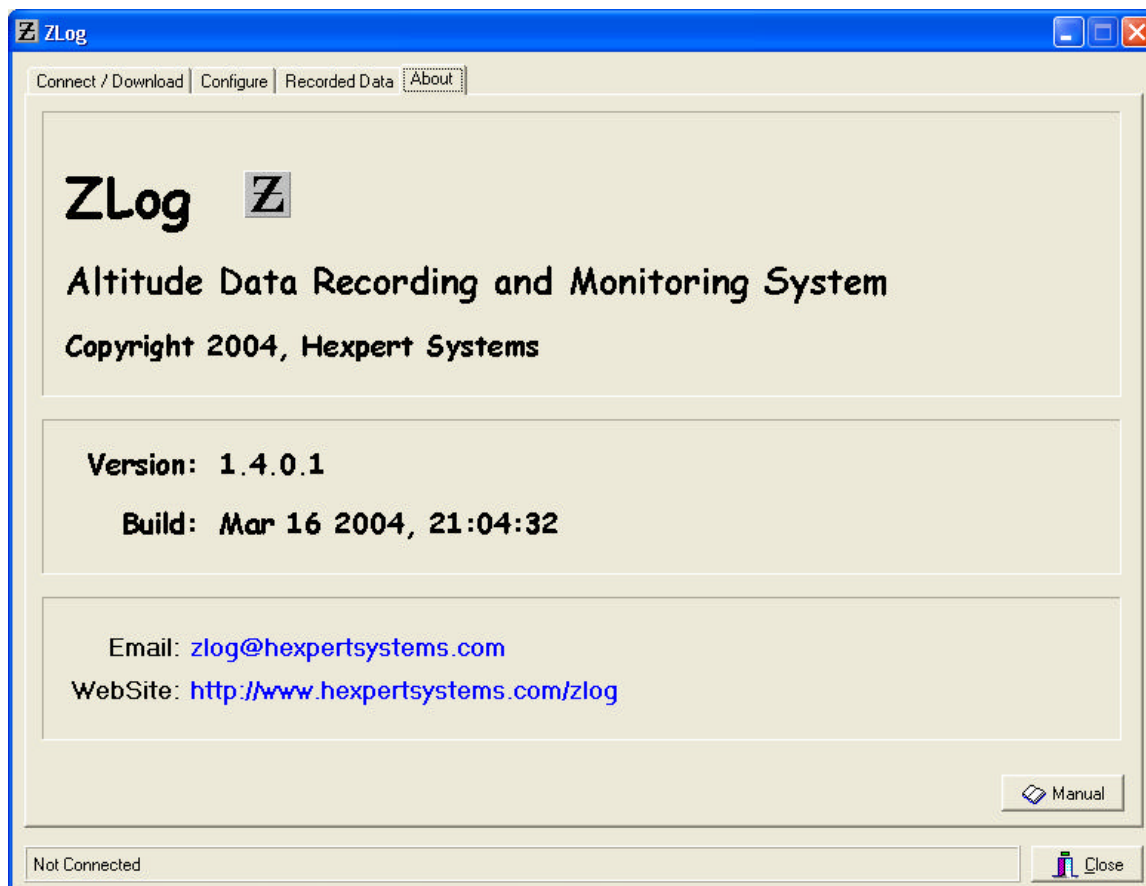 ZLog
Connect / Download Configure Recorded Data About
ZLog Z
Altitude Data Recording and Monitoring System
Copyright 2004, Hexpert Systems
Version: 1.4.0.1
Build: Mar 16 2004, 21:04:32
Email: zlog@hexpertsystems.com
WebSite: http://www.hexpertsystems.com/zlog
Manual
Not Connected Close